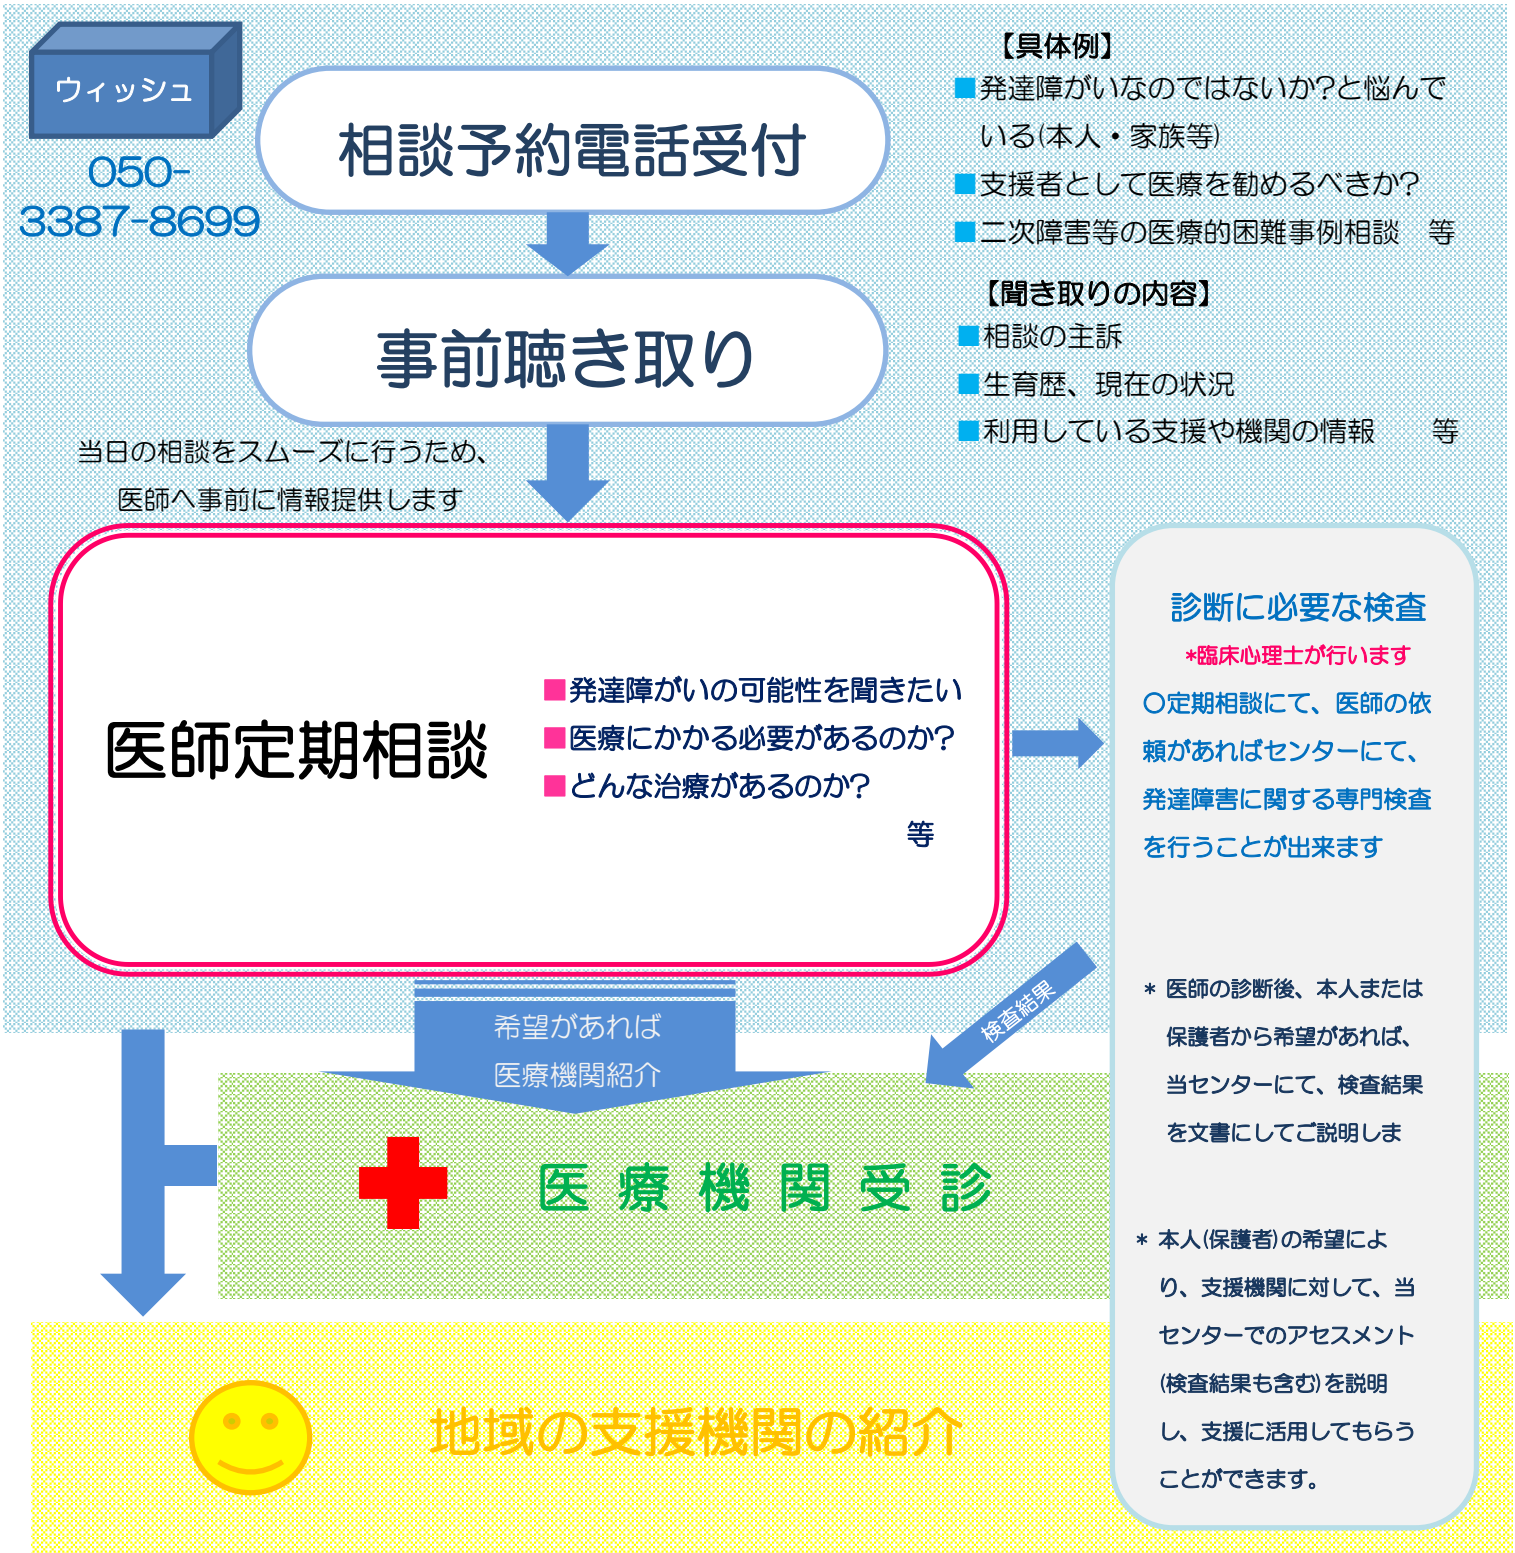 ウィッシュ
050-
3387-8699
相談予約電話受付
【具体例】
■発達障がいなのではないか?と悩んで
いる(本人・家族等)
■支援者として医療を勧めるべきか?
■二次障害等の医療的困難事例相談　等
事前聴き取り
【聞き取りの内容】
■相談の主訴
■生育歴、現在の状況
■利用している支援や機関の情報　　等
当日の相談をスムーズに行うため、
医師へ事前に情報提供します
医師定期相談
■発達障がいの可能性を聞きたい
■医療にかかる必要があるのか?
■どんな治療があるのか?
等
診断に必要な検査
*臨床心理士が行います
〇定期相談にて、医師の依
頼があればセンターにて、
発達障害に関する専門検査
を行うことが出来ます
* 医師の診断後、本人または
保護者から希望があれば、
当センターにて、検査結果
を文書にしてご説明しま
* 本人(保護者)の希望によ
り、支援機関に対して、当
センターでのアセスメント
(検査結果も含む)を説明
し、支援に活用してもらう
ことができます。
検査結果
希望があれば
医療機関紹介
医療機関受診
地域の支援機関の紹介